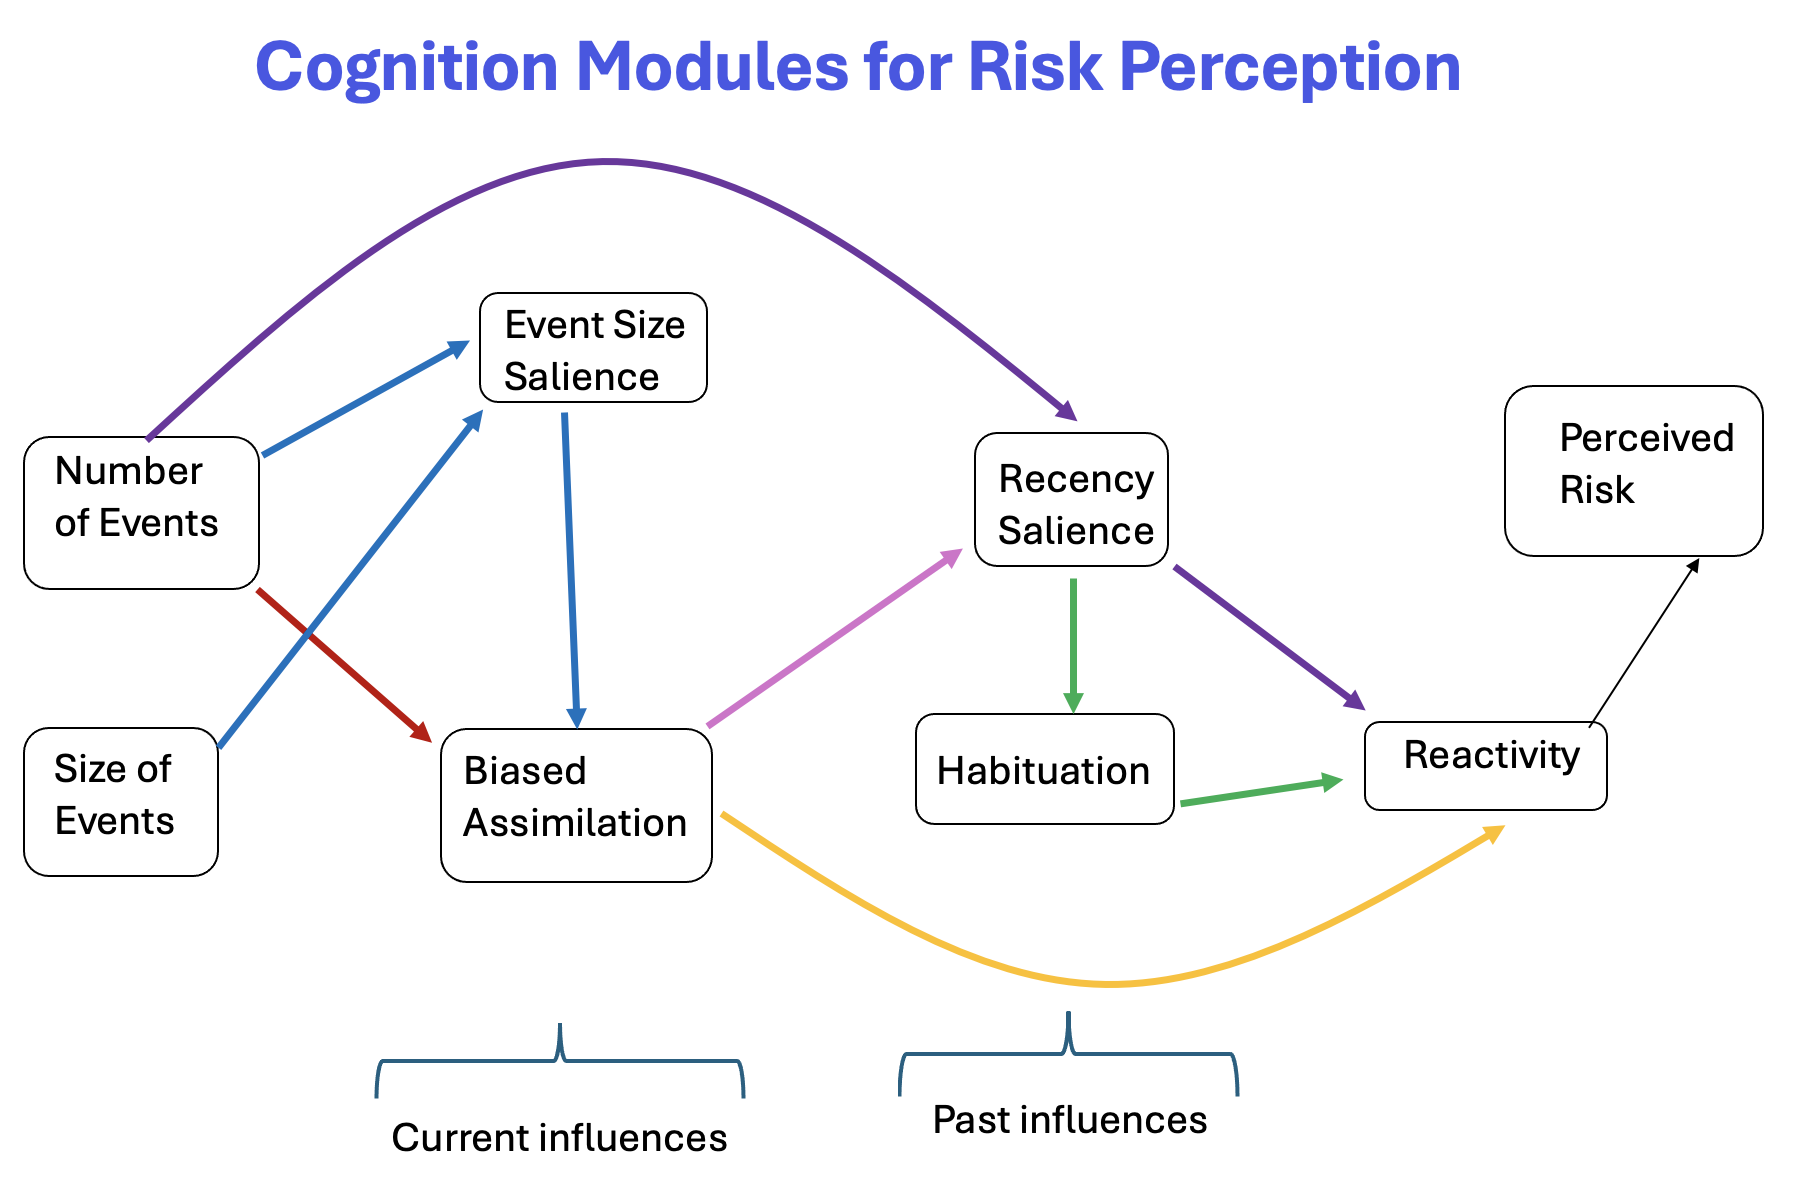 Cognition Modules for Risk Perception
Event Size
Salience
Number
of Events
Recency
Salience
Perceived
Risk
Size of
Events
Biased
Assimilation
Habituation
Reactivity
Current influences
Past influences